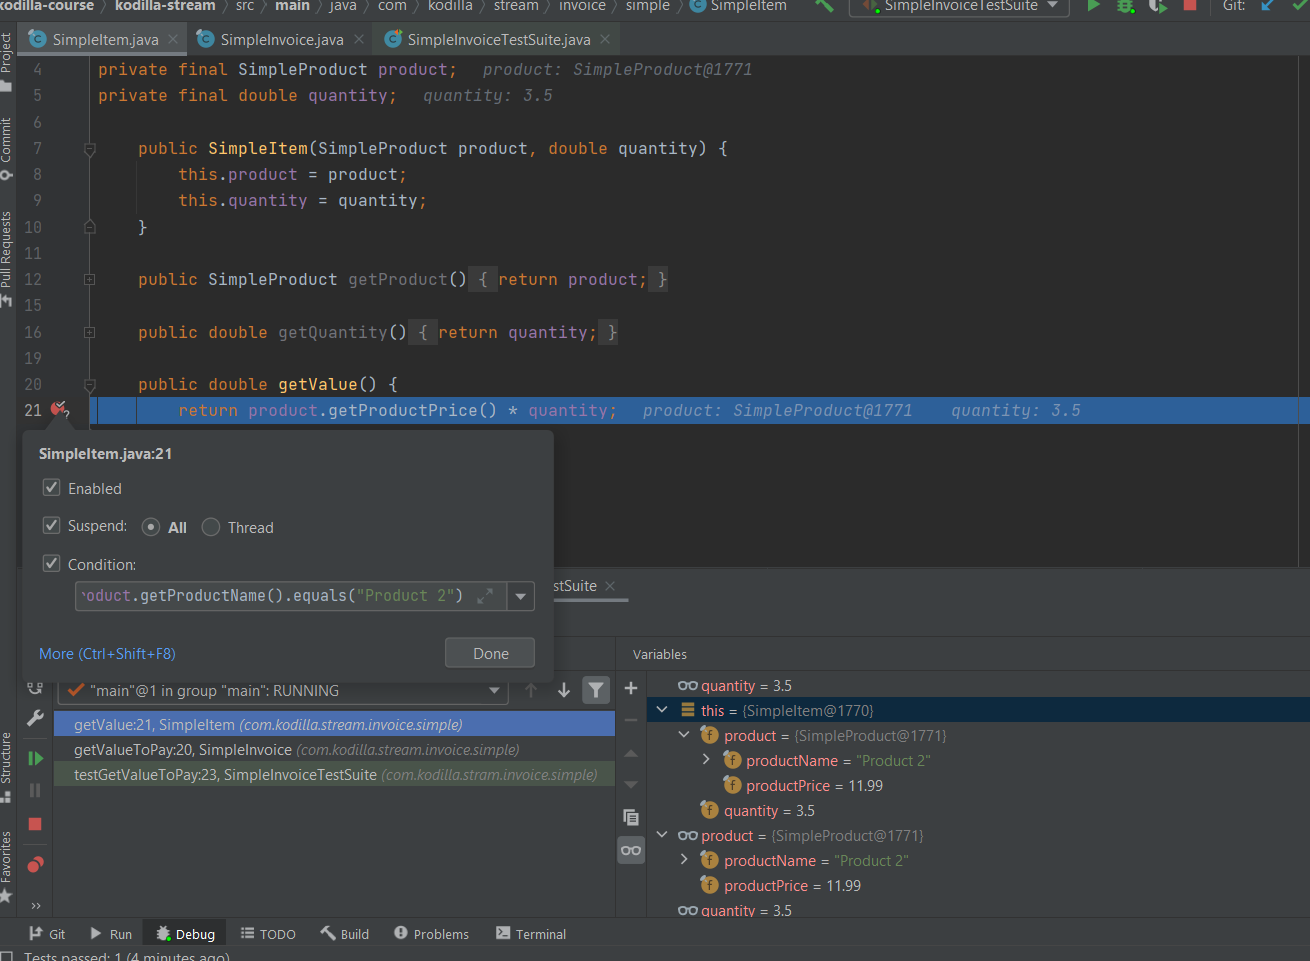 kodilla-course kodilla-stream src main java com kodilla stream invoice simple SimpleItem SimpleInvoiceTestSuite Git:
SimpleItem.java SimpleInvoice.java SimpleInvoiceTestSuite.java
Project
Commit
Pull Requests
Structure
Favorites
4 private final SimpleProduct product; product: SimpleProduct@1771
5 private final double quantity; quantity: 3.5
6
7 public SimpleItem(SimpleProduct product, double quantity) {
8 this.product = product;
9 this.quantity = quantity;
10 }
11
12 public SimpleProduct getProduct() { return product; }
15
16 public double getQuantity() { return quantity; }
19
20 public double getValue() {
21 return product.getProductPrice() * quantity; product: SimpleProduct@1771 quantity: 3.5
SimpleItem.java:21
Enabled
Suspend: All Thread
Condition:
roduct.getProductName().equals("Product 2")
More (Ctrl+Shift+F8) Done
stSuite
"main"@1 in group "main": RUNNING
getValue:21, SimpleItem (com.kodilla.stream.invoice.simple)
getValueToPay:20, SimpleInvoice (com.kodilla.stream.invoice.simple)
testGetValueToPay:23, SimpleInvoiceTestSuite (com.kodilla.stram.invoice.simple)
Variables
quantity = 3.5
this = {SimpleItem@1770}
product = {SimpleProduct@1771}
productName = "Product 2"
productPrice = 11.99
quantity = 3.5
product = {SimpleProduct@1771}
productName = "Product 2"
productPrice = 11.99
quantity = 3.5
Git Run Debug TODO Build Problems Terminal
Tests passed: 1 (4 minutes ago)